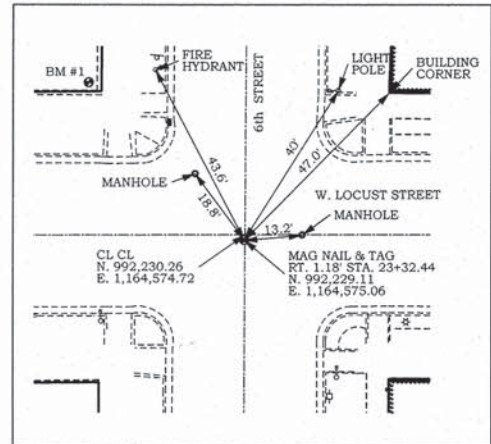 FIRE
HYDRANT
BM #1
6th STREET
LIGHT
POLE
BUILDING
CORNER
43.6'
40'
47.0'
MANHOLE
18.8'
W. LOCUST STREET
MANHOLE
13.2'
CL CL
N. 992,230.26
E. 1,164,574.72
MAG NAIL & TAG
RT. 1.18' STA. 23+32.44
N. 992,229.11
E. 1,164,575.06